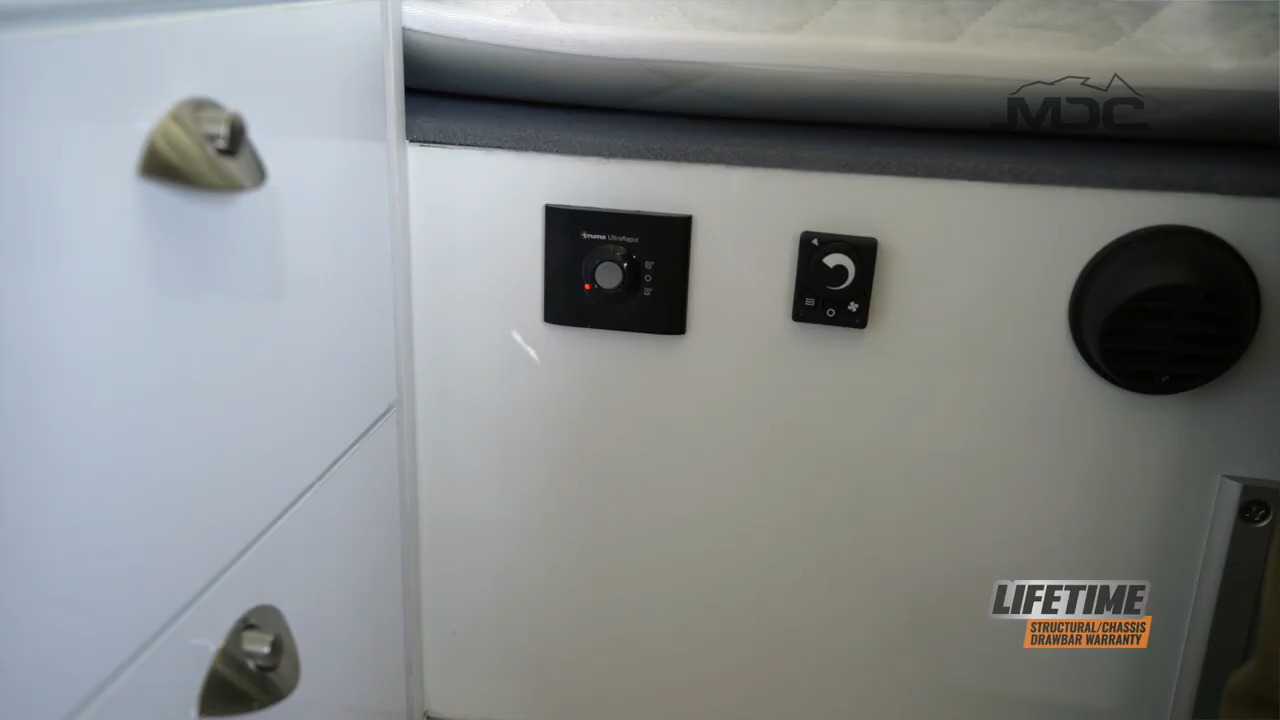 MDC
truma UltraRapid
LIFETIME
STRUCTURAL/CHASSIS
DRAWBAR WARRANTY